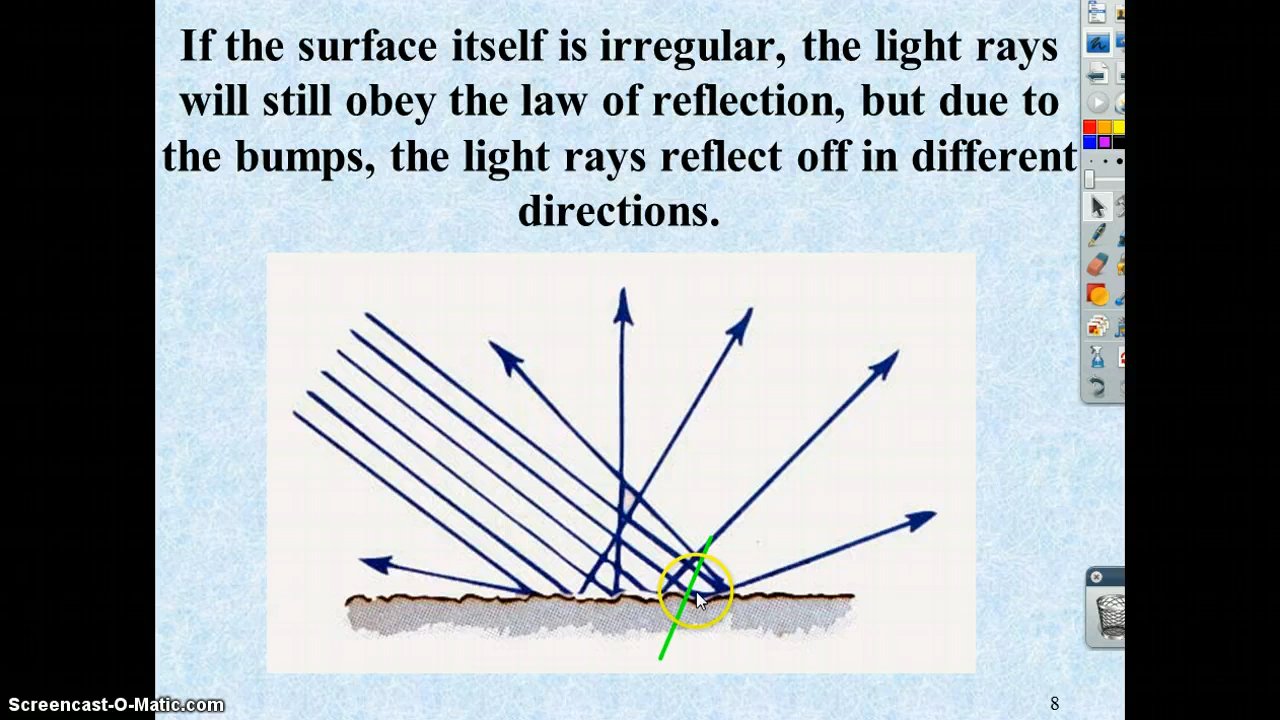 If the surface itself is irregular, the light rays
will still obey the law of reflection, but due to
the bumps, the light rays reflect off in different
directions.
Screencast-O-Matic.com
8